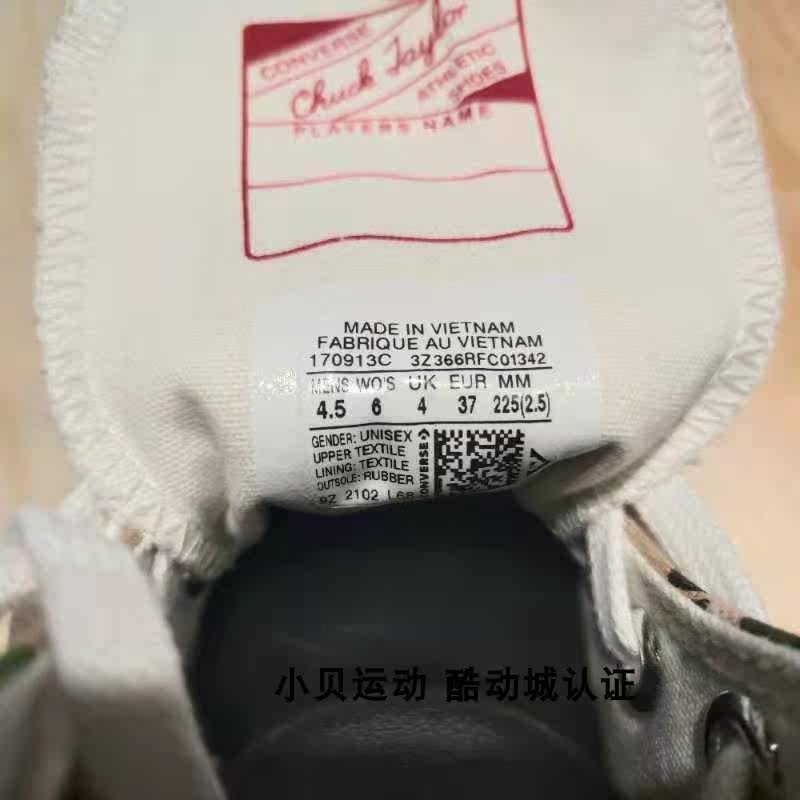 CONVERSE
Chuck Taylor
ATHLETIC
SHOES
PLAYERS NAME
MADE IN VIETNAM
FABRIQUE AU VIETNAM
170913C 3Z366RFC01342
MENS WO'S UK EUR MM
4.5 6 4 37 225(2.5)
GENDER: UNISEX
UPPER TEXTILE
LINING: TEXTILE
OUTSOLE: RUBBER
2102
CONVERSE
小贝运动 酷动城认证